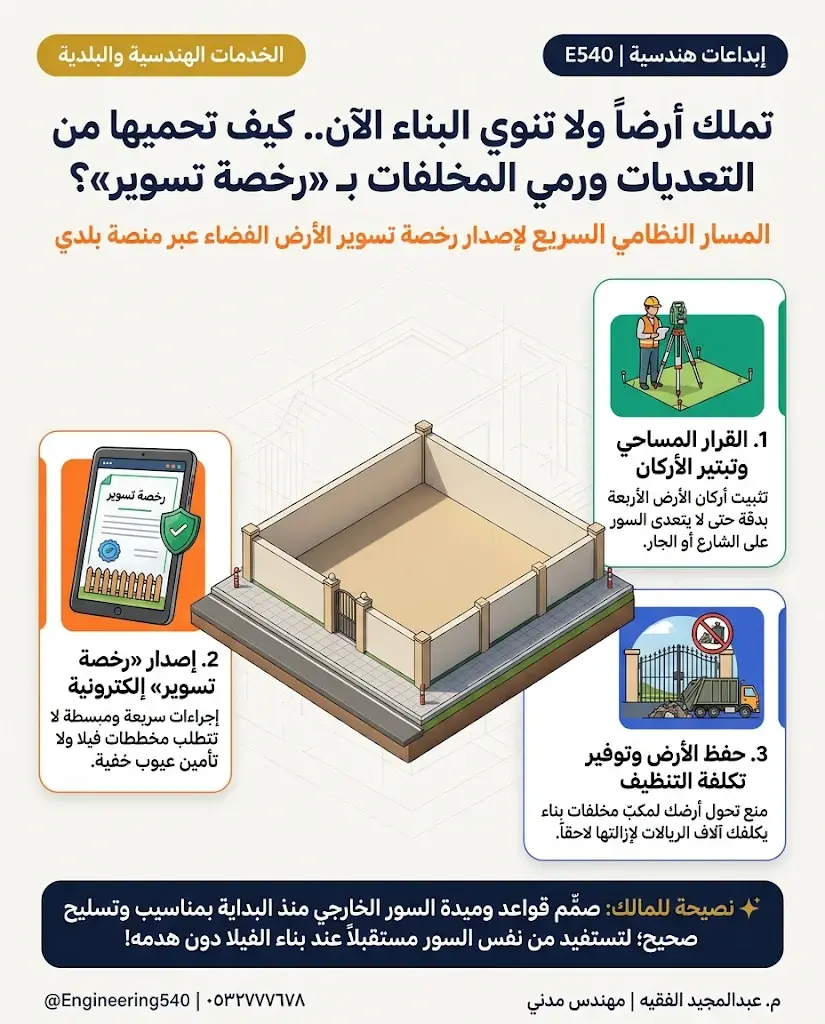 إبداعات هندسية | E540
الخدمات الهندسية والبلدية
تملك أرضاً ولا تنوي البناء الآن.. كيف تحميها من
التعديات ورمي المخلفات بـ «رخصة تسوير»؟
المسار النظامي السريع لإصدار رخصة تسوير الأرض الفضاء عبر منصة بلدي
1. القرار المساحي
وتبتير الأركان
تثبيت أركان الأرض الأربعة
بدقة حتى لا يتعدى السور
على الشارع أو الجار.
رخصة تسوير
2. إصدار «رخصة
تسوير» إلكترونية
إجراءات سريعة ومبسطة لا
تتطلب مخططات فيلا ولا
تأمين عيوب خفية.
3. حفظ الأرض وتوفير
تكلفة التنظيف
منع تحول أرضك لمكبّ مخلفات بناء
يكلفك آلاف الريالات لإزالتها لاحقاً.
نصيحة للمالك: صمّم قواعد وميدة السور الخارجي منذ البداية بمناسيب وتسليح
صحيح؛ لتستفيد من نفس السور مستقبلاً عند بناء الفيلا دون هدمه!
م. عبدالمجيد الفقيه | مهندس مدني
@Engineering540 | ٠٥٣٢٧٧٧٦٧٨